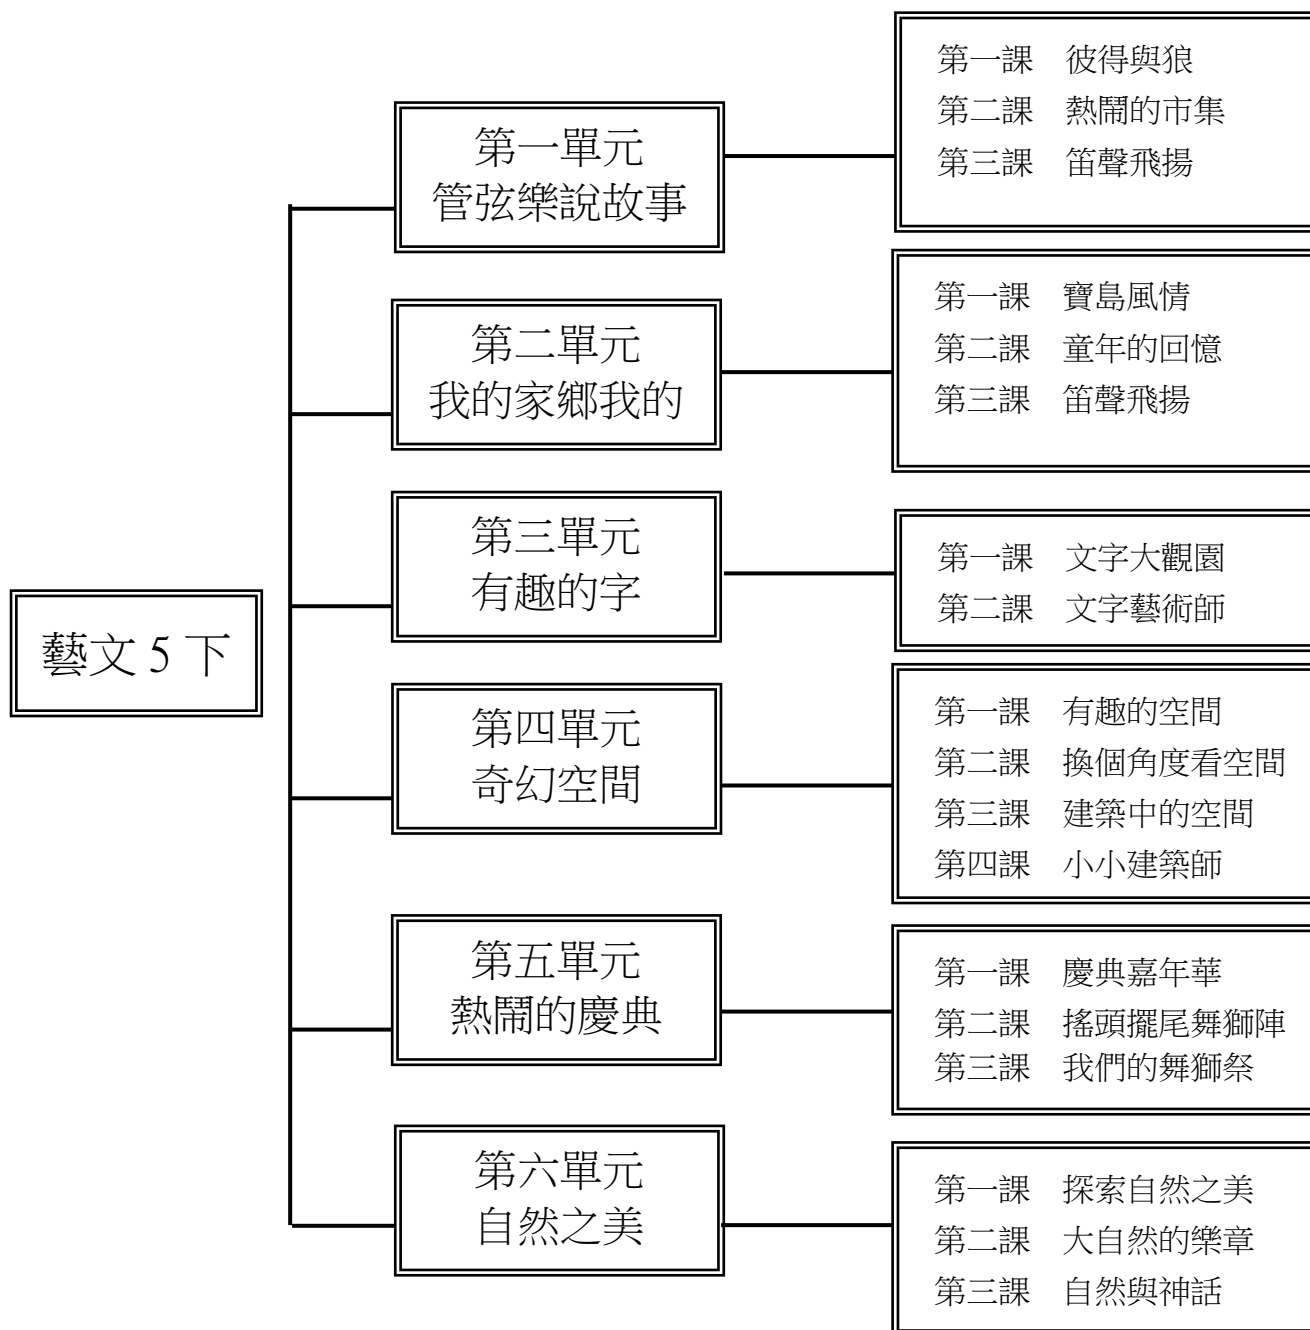 藝文 5 下
第一單元
管弦樂說故事
第一課　彼得與狼
第二課　熱鬧的市集
第三課　笛聲飛揚
第二單元
我的家鄉我的
第一課　寶島風情
第二課　童年的回憶
第三課　笛聲飛揚
第三單元
有趣的字
第一課　文字大觀園
第二課　文字藝術師
第四單元
奇幻空間
第一課　有趣的空間
第二課　換個角度看空間
第三課　建築中的空間
第四課　小小建築師
第五單元
熱鬧的慶典
第一課　慶典嘉年華
第二課　搖頭擺尾舞獅陣
第三課　我們的舞獅祭
第六單元
自然之美
第一課　探索自然之美
第二課　大自然的樂章
第三課　自然與神話